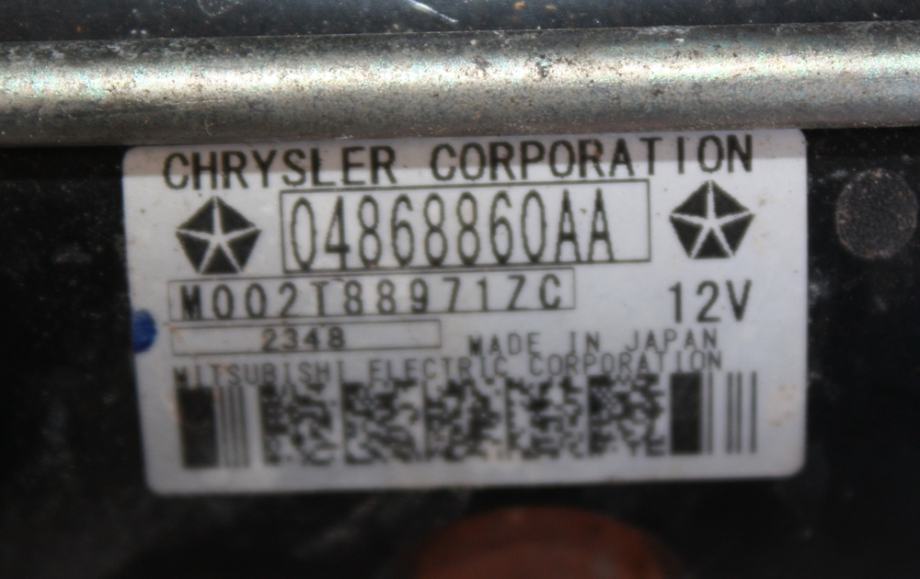 CHRYSLER CORPORATION
04868860AA
M002T88971ZC
12V
2348
MADE IN JAPAN
MITSUBISHI ELECTRIC CORPORATION